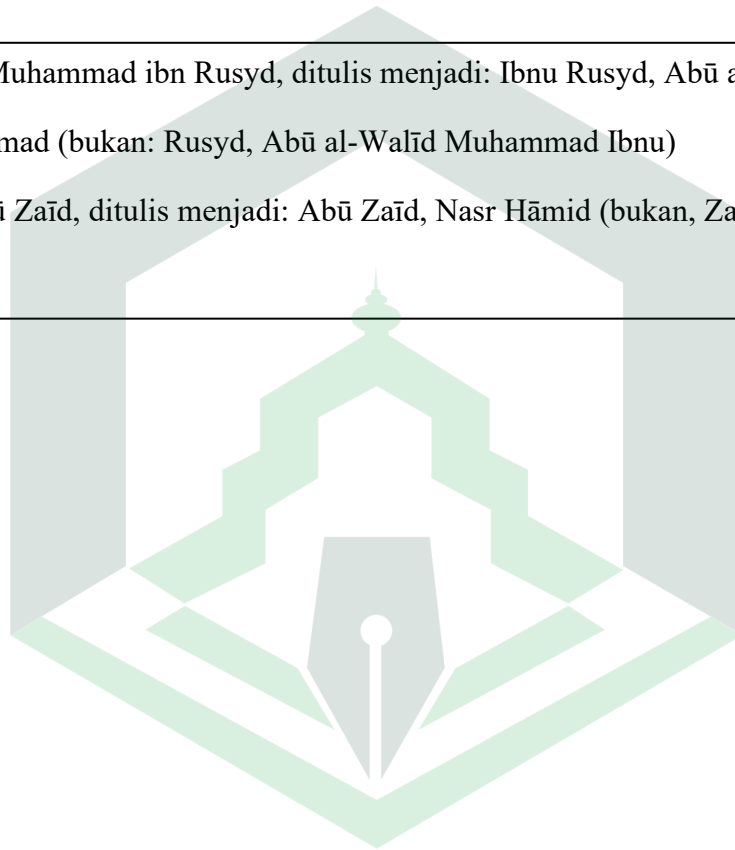 Muhammad ibn Rusyd, ditulis menjadi: Ibnu Rusyd, Abū a
mad (bukan: Rusyd, Abū al-Walīd Muhammad Ibnu)
Zaīd, ditulis menjadi: Abū Zaīd, Nasr Hāmid (bukan, Za